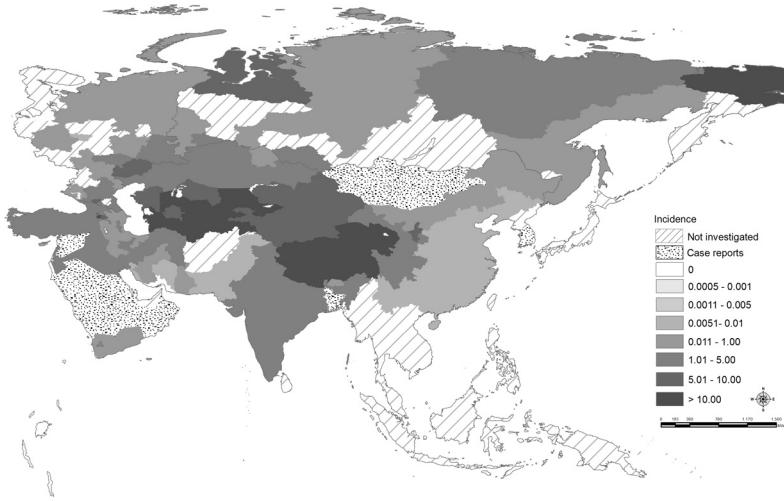 Incidence
Not investigated
Case reports
0
0.0005 - 0.001
0.0011 - 0.005
0.0051- 0.01
0.011 - 1.00
1.01 - 5.00
5.01 - 10.00
> 10.00
N
W
E
S
0